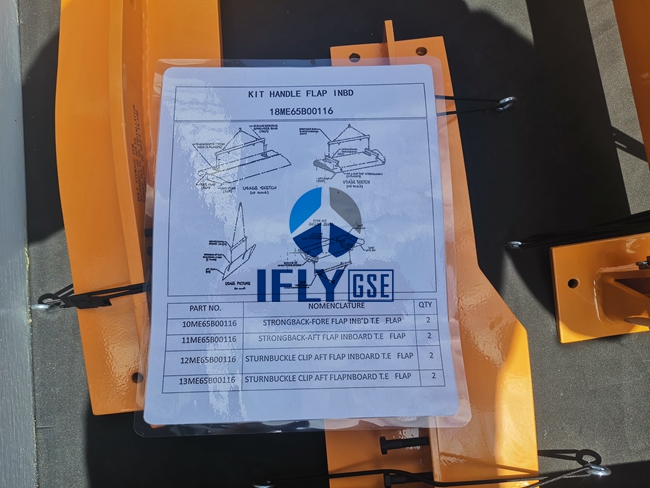 KIT HANDLE FLAP INBD
18ME65B00116
USAGE SKETCH
USAGE SKETCH
USAGE PICTURE
IFLY GSE
PART NO. NOMENCLATURE QTY
10ME65B00116 STRONGBACK-FORE FLAP INB'D T.E FLAP 2
11ME65B00116 STRONGBACK-AFT FLAP INBOARD T.E FLAP 2
12ME65B00116 STURNBUCKLE CLIP AFT FLAP INBOARD T.E FLAP 2
13ME65B00116 STURNBUCKLE CLIP AFT FLAPNBOARD T.E FLAP 2